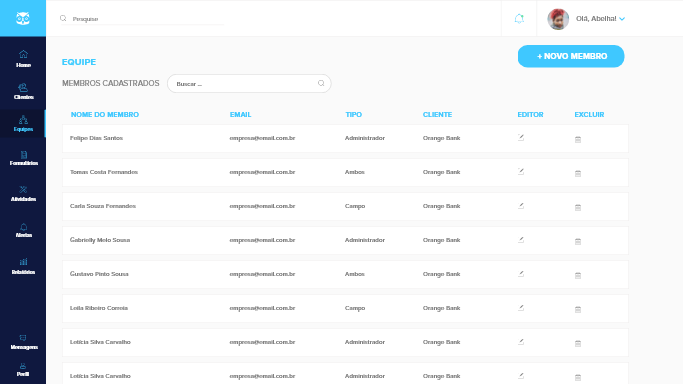 Pesquise
Olá, Abelha!
Home
Clientes
Equipes
Formulários
Atividades
Alertas
Relatórios
Mensagens
Perfil
EQUIPE
+ NOVO MEMBRO
MEMBROS CADASTRADOS
Buscar ...
NOME DO MEMBRO EMAIL TIPO CLIENTE EDITOR EXCLUIR
Felipe Dias Santos empresa@email.com.br Administrador Orange Bank
Tomas Costa Fernandes empresa@email.com.br Ambos Orange Bank
Carla Souza Fernandes empresa@email.com.br Campo Orange Bank
Gabrielly Melo Sousa empresa@email.com.br Administrador Orange Bank
Gustavo Pinto Sousa empresa@email.com.br Ambos Orange Bank
Leila Ribeiro Correia empresa@email.com.br Campo Orange Bank
Letícia Silva Carvalho empresa@email.com.br Administrador Orange Bank
Letícia Silva Carvalho empresa@email.com.br Administrador Orange Bank